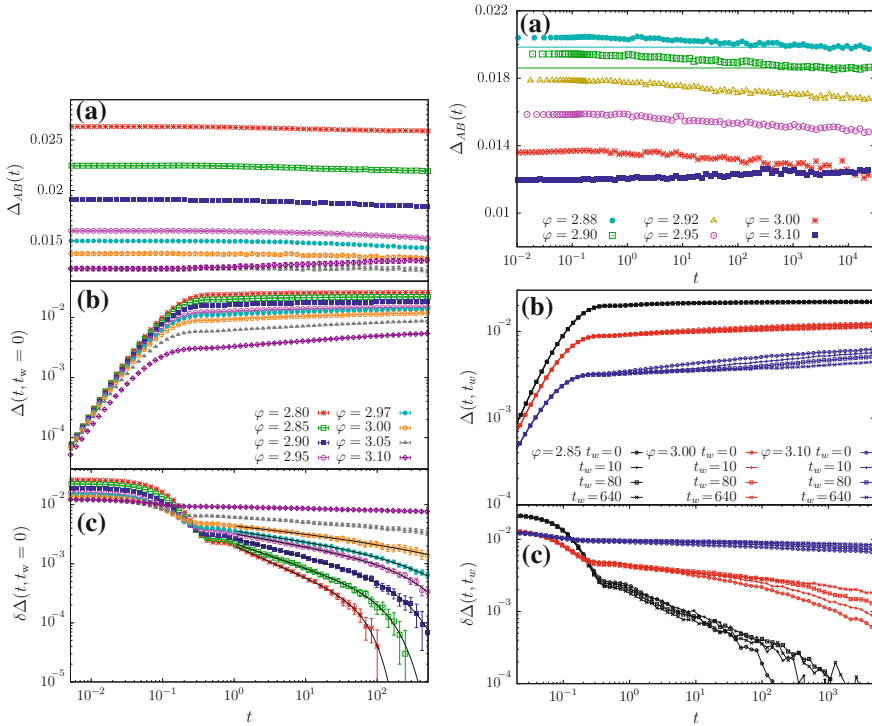 (a)
Δ_AB(t)
0.025
0.02
0.015
(b)
Δ(t, t_w = 0)
10^−2
10^−3
10^−4
φ = 2.80 φ = 2.97
φ = 2.85 φ = 3.00
φ = 2.90 φ = 3.05
φ = 2.95 φ = 3.10
(c)
δΔ(t, t_w = 0)
10^−2
10^−3
10^−4
10^−5
10^−2 10^−1 10^0 10^1 10^2
t
(a)
Δ_AB(t)
0.022
0.018
0.014
0.01
φ = 2.88 φ = 2.92 φ = 3.00
φ = 2.90 φ = 2.95 φ = 3.10
10^−2 10^−1 10^0 10^1 10^2 10^3 10^4
t
(b)
Δ(t, t_w)
10^−2
10^−3
10^−4
φ = 2.85 t_w = 0 φ = 3.00 t_w = 0 φ = 3.10 t_w = 0
t_w = 10 t_w = 10 t_w = 10
t_w = 80 t_w = 80 t_w = 80
t_w = 640 t_w = 640 t_w = 640
(c)
δΔ(t, t_w)
10^−2
10^−3
10^−4
10^−1 10^0 10^1 10^2 10^3
t